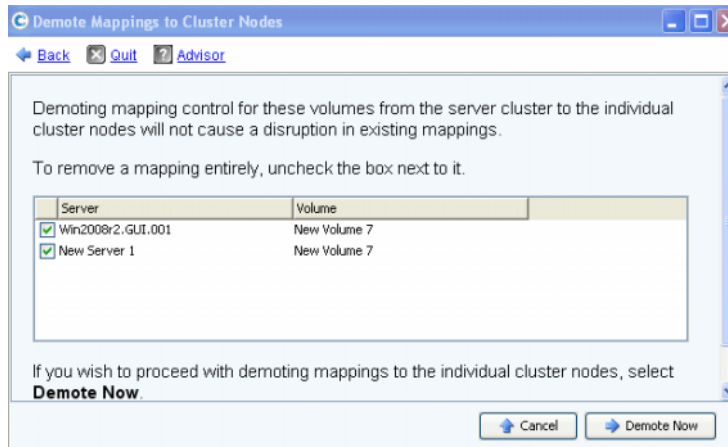 Demote Mappings to Cluster Nodes
Back Quit ? Advisor
Demoting mapping control for these volumes from the server cluster to the individual
cluster nodes will not cause a disruption in existing mappings.
To remove a mapping entirely, uncheck the box next to it.
Server Volume
Win2008r2.GUI.001 New Volume 7
New Server 1 New Volume 7
If you wish to proceed with demoting mappings to the individual cluster nodes, select
Demote Now.
Cancel Demote Now